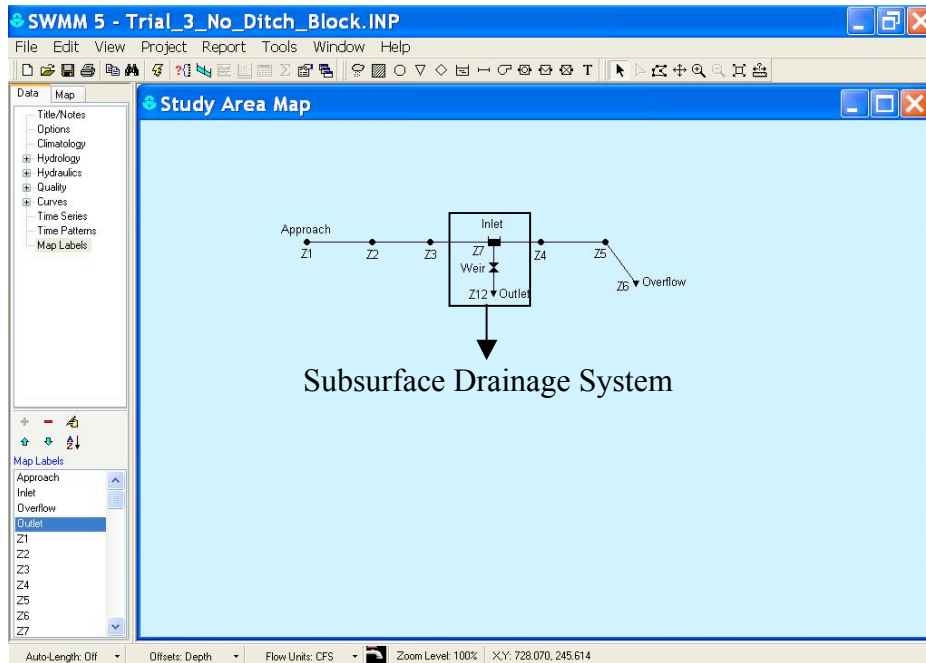 SWMM 5 - Trial_3_No_Ditch_Block.INP
File Edit View Project Report Tools Window Help
Data Map
Title/Notes
Options
Climatology
Hydrology
Hydraulics
Quality
Curves
Time Series
Time Patterns
Map Labels
Map Labels
Approach
Inlet
Overflow
Outlet
Z1
Z2
Z3
Z4
Z5
Z6
Z7
Study Area Map
Approach Inlet
Z1 Z2 Z3 Z7 Z4 Z5
Weir
Z6 Overflow
Z12 Outlet
Subsurface Drainage System
Auto-Length: Off Offsets: Depth Flow Units: CFS Zoom Level: 100% X,Y: 728.070, 245.614